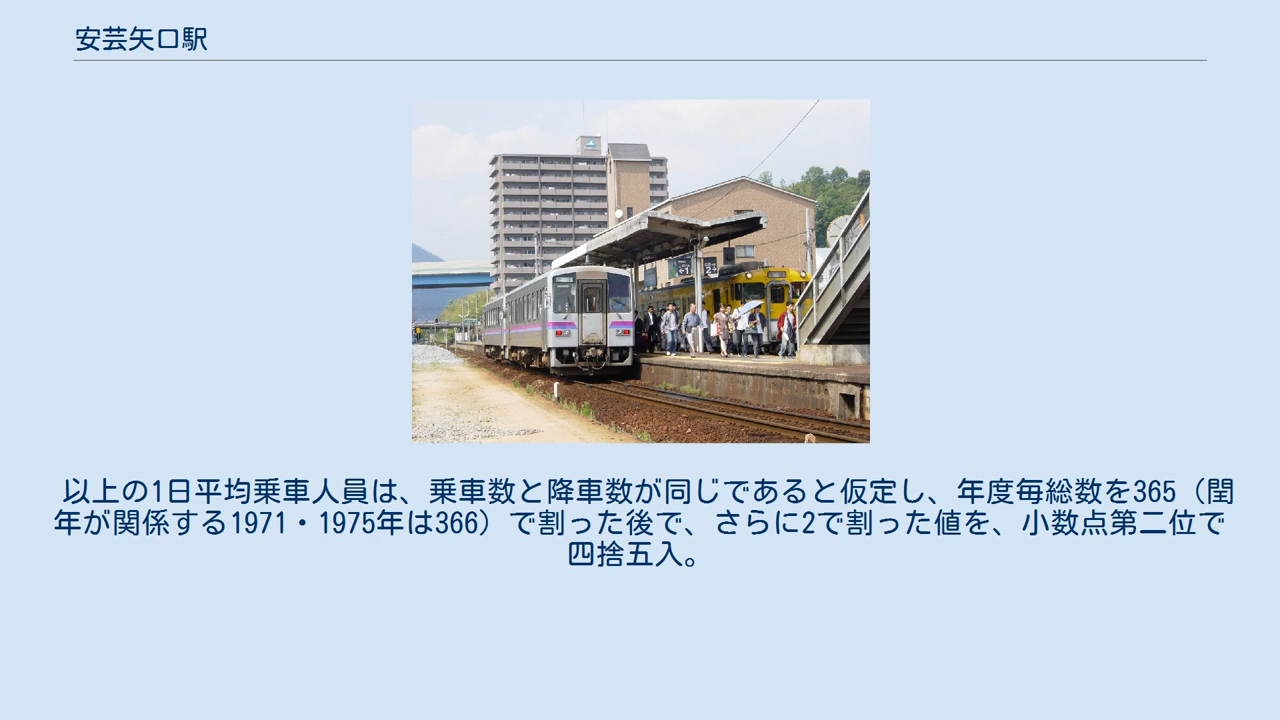 安芸矢口駅
以上の1日平均乗車人員は、乗車数と降車数が同じであると仮定し、年度毎総数を365（閏
年が関係する1971・1975年は366）で割った後で、さらに2で割った値を、小数点第二位で
四捨五入。